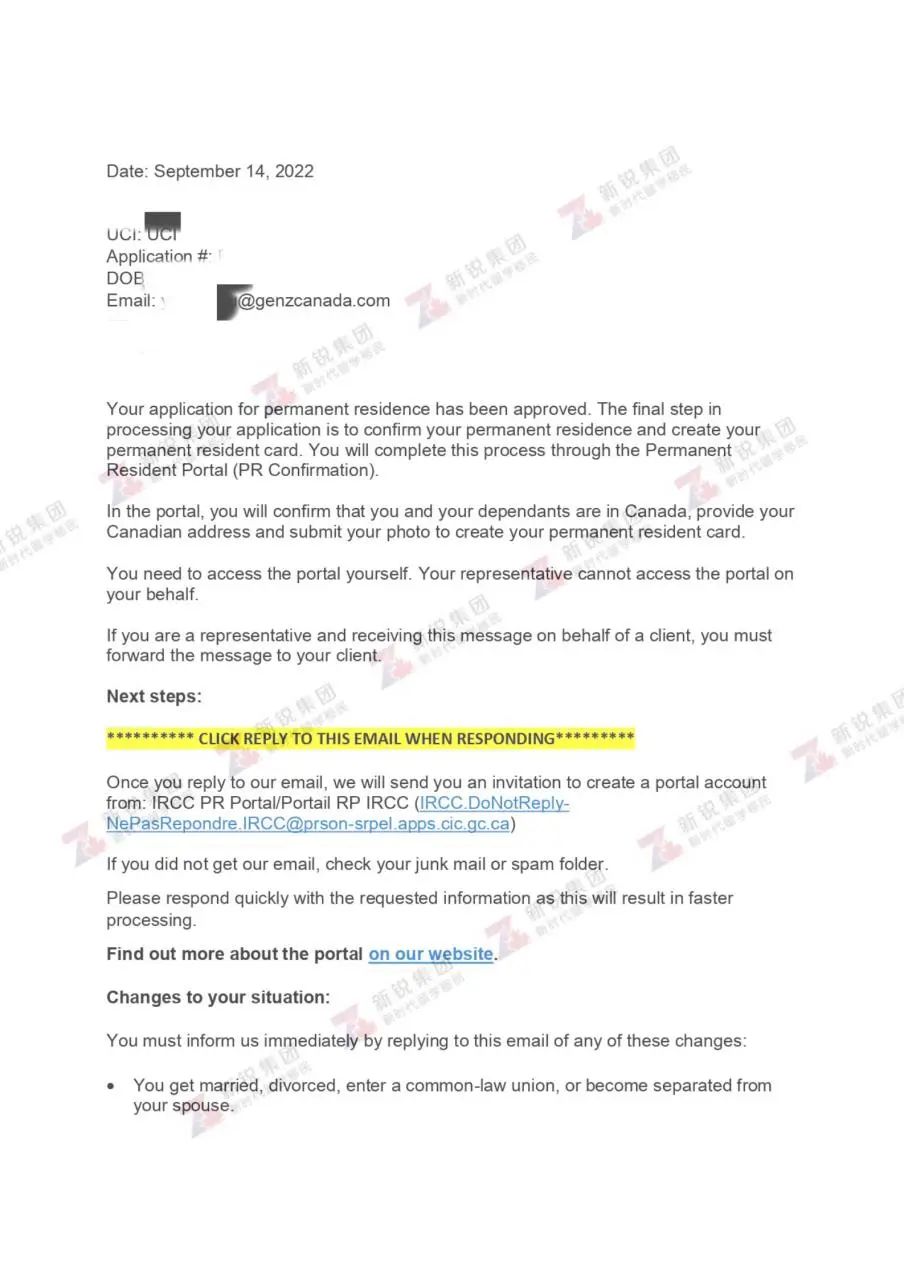 Date: September 14, 2022
UCI: UCI
Application #:
DOB
Email: @genzcanada.com
Your application for permanent residence has been approved. The final step in
processing your application is to confirm your permanent residence and create your
permanent resident card. You will complete this process through the Permanent
Resident Portal (PR Confirmation).
In the portal, you will confirm that you and your dependants are in Canada, provide your
Canadian address and submit your photo to create your permanent resident card.
You need to access the portal yourself. Your representative cannot access the portal on
your behalf.
If you are a representative and receiving this message on behalf of a client, you must
forward the message to your client.
Next steps:
********** CLICK REPLY TO THIS EMAIL WHEN RESPONDING*********
Once you reply to our email, we will send you an invitation to create a portal account
from: IRCC PR Portal/Portail RP IRCC (IRCC.DoNotReply-
NePasRepondre.IRCC@prson-srpel.apps.cic.gc.ca)
If you did not get our email, check your junk mail or spam folder.
Please respond quickly with the requested information as this will result in faster
processing.
Find out more about the portal on our website.
Changes to your situation:
You must inform us immediately by replying to this email of any of these changes:
• You get married, divorced, enter a common-law union, or become separated from
your spouse.
新锐集团
新时代留学移民